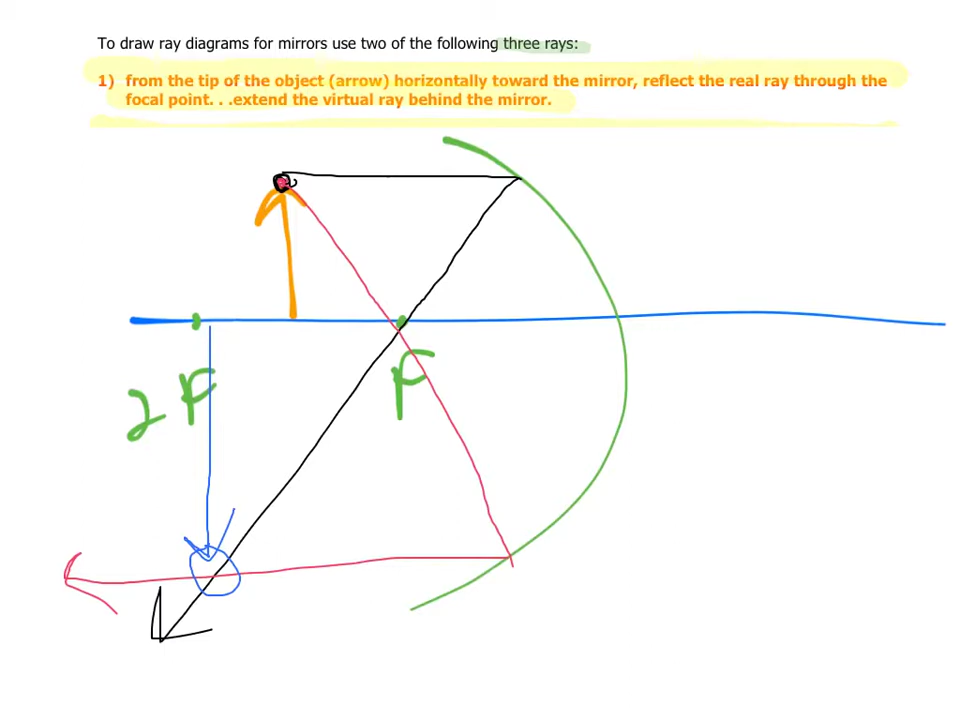 To draw ray diagrams for mirrors use two of the following three rays:
1) from the tip of the object (arrow) horizontally toward the mirror, reflect the real ray through the
focal point. . .extend the virtual ray behind the mirror.
2F
F